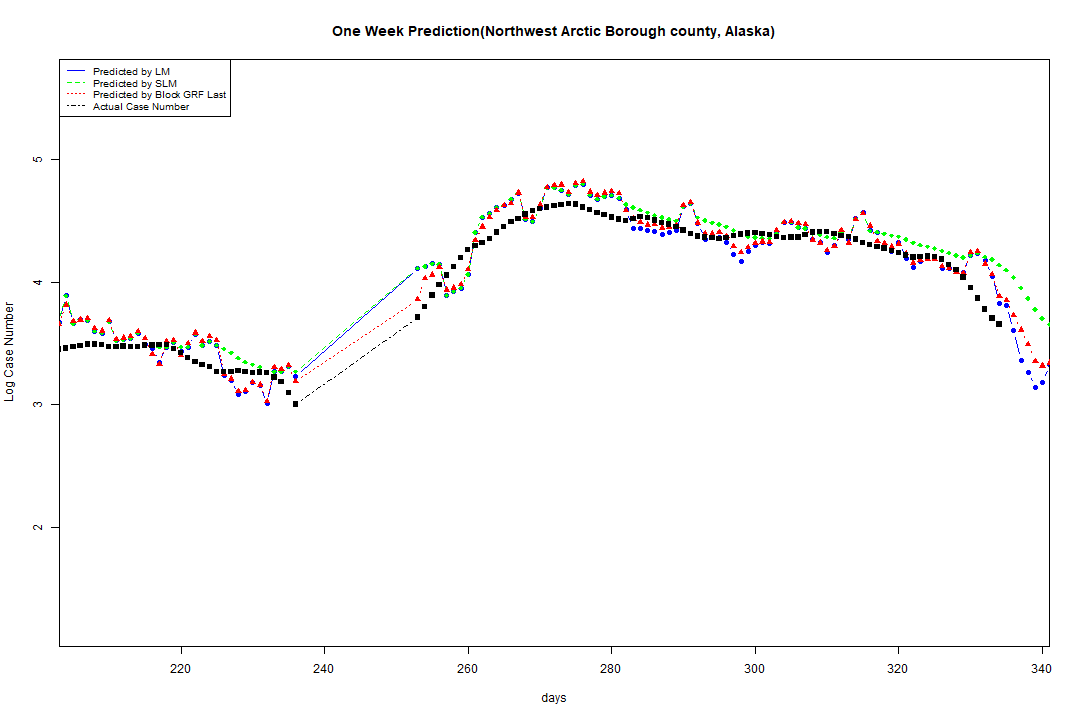 One Week Prediction(Northwest Arctic Borough county, Alaska)
Predicted by LM
Predicted by SLM
Predicted by Block GRF Last
Actual Case Number
5
4
3
2
Log Case Number
220 240 260 280 300 320 340
days